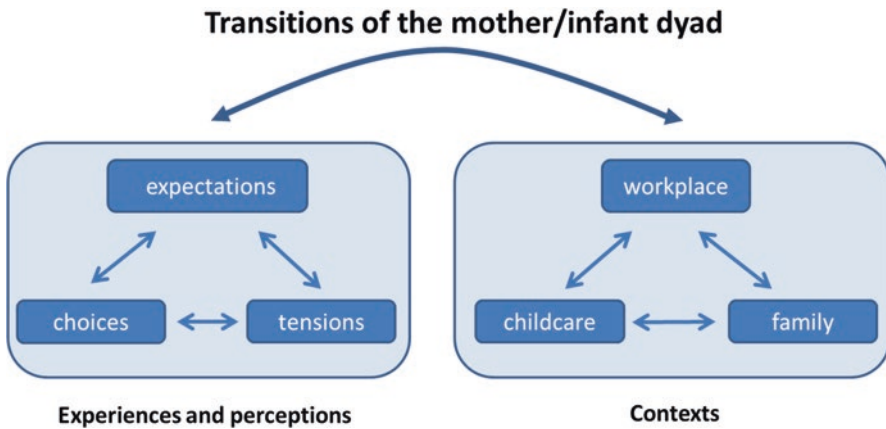 Transitions of the mother/infant dyad
expectations
choices
tensions
Experiences and perceptions
workplace
childcare
family
Contexts